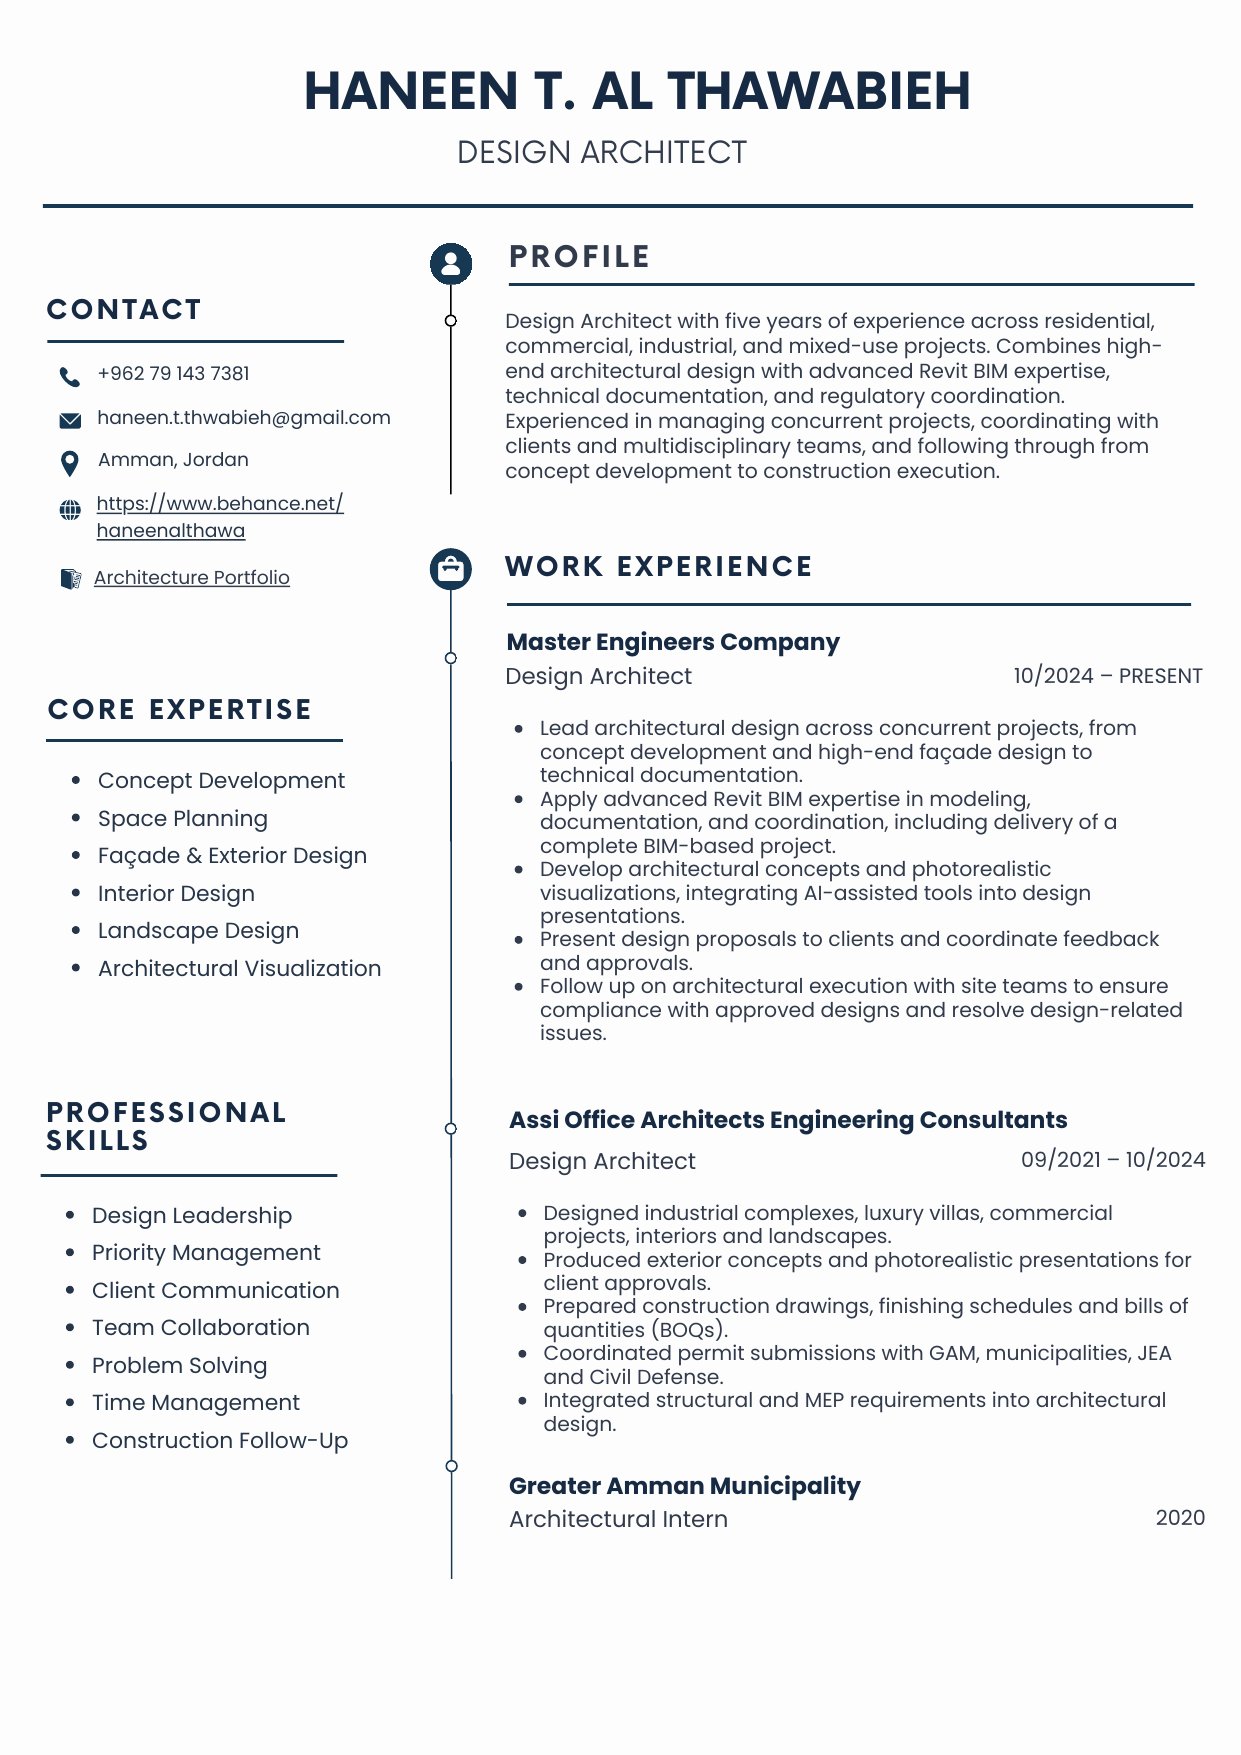 HANEEN T. AL THAWABIEH
DESIGN ARCHITECT
CONTACT
+962 79 143 7381
haneen.t.thwabieh@gmail.com
Amman, Jordan
https://www.behance.net/
haneenalthawa
Architecture Portfolio
CORE EXPERTISE
• Concept Development
• Space Planning
• Façade & Exterior Design
• Interior Design
• Landscape Design
• Architectural Visualization
PROFESSIONAL
SKILLS
• Design Leadership
• Priority Management
• Client Communication
• Team Collaboration
• Problem Solving
• Time Management
• Construction Follow-Up
PROFILE
Design Architect with five years of experience across residential,
commercial, industrial, and mixed-use projects. Combines high-
end architectural design with advanced Revit BIM expertise,
technical documentation, and regulatory coordination.
Experienced in managing concurrent projects, coordinating with
clients and multidisciplinary teams, and following through from
concept development to construction execution.
WORK EXPERIENCE
Master Engineers Company
Design Architect 10/2024 – PRESENT
• Lead architectural design across concurrent projects, from
concept development and high-end façade design to
technical documentation.
• Apply advanced Revit BIM expertise in modeling,
documentation, and coordination, including delivery of a
complete BIM-based project.
• Develop architectural concepts and photorealistic
visualizations, integrating AI-assisted tools into design
presentations.
• Present design proposals to clients and coordinate feedback
and approvals.
• Follow up on architectural execution with site teams to ensure
compliance with approved designs and resolve design-related
issues.
Assi Office Architects Engineering Consultants
Design Architect 09/2021 – 10/2024
• Designed industrial complexes, luxury villas, commercial
projects, interiors and landscapes.
• Produced exterior concepts and photorealistic presentations for
client approvals.
• Prepared construction drawings, finishing schedules and bills of
quantities (BOQs).
• Coordinated permit submissions with GAM, municipalities, JEA
and Civil Defense.
• Integrated structural and MEP requirements into architectural
design.
Greater Amman Municipality
Architectural Intern 2020